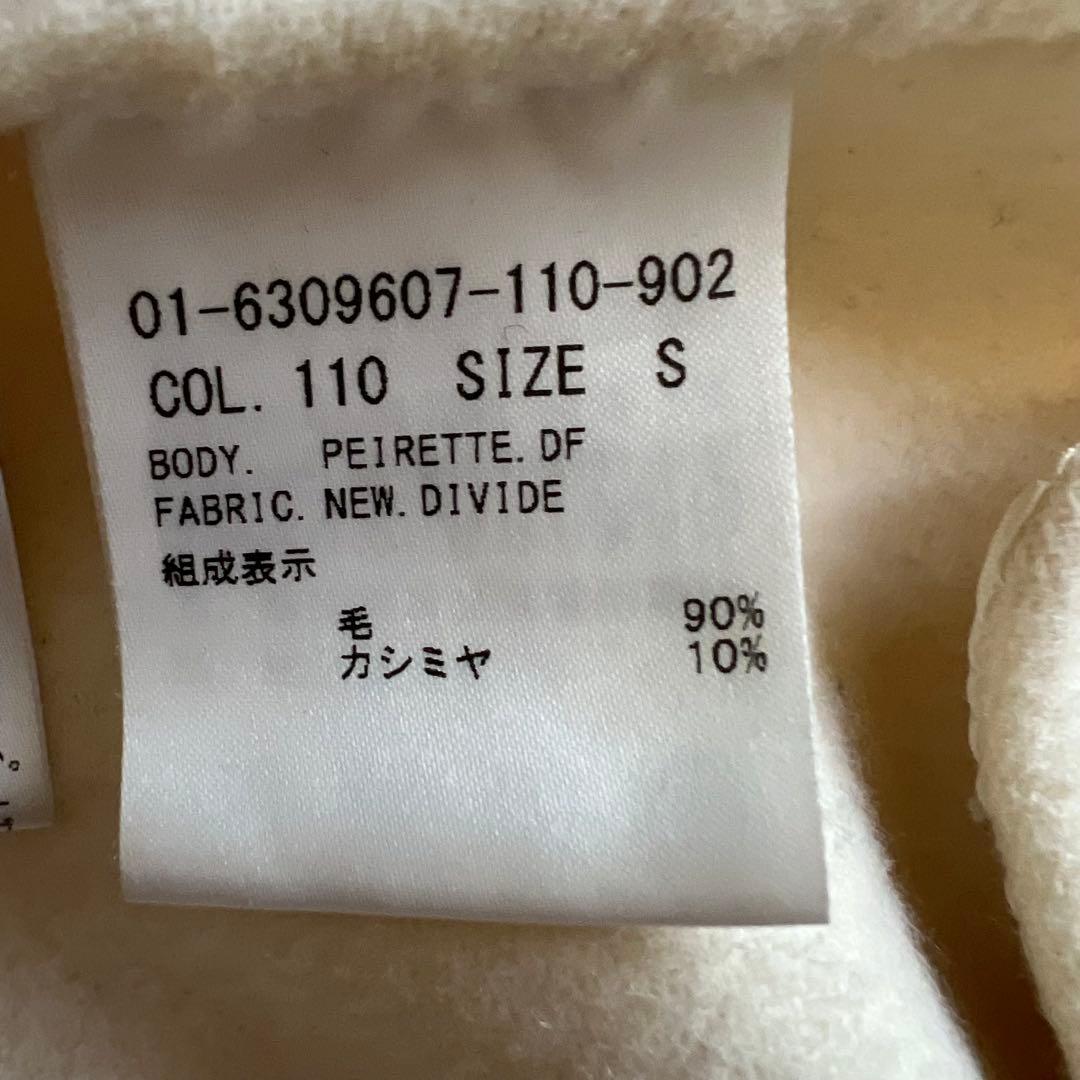 01-6309607-110-902
COL. 110 SIZE S
BODY. PEIRETTE. DF
FABRIC. NEW. DIVIDE
組成表示
毛 90%
カシミヤ 10%